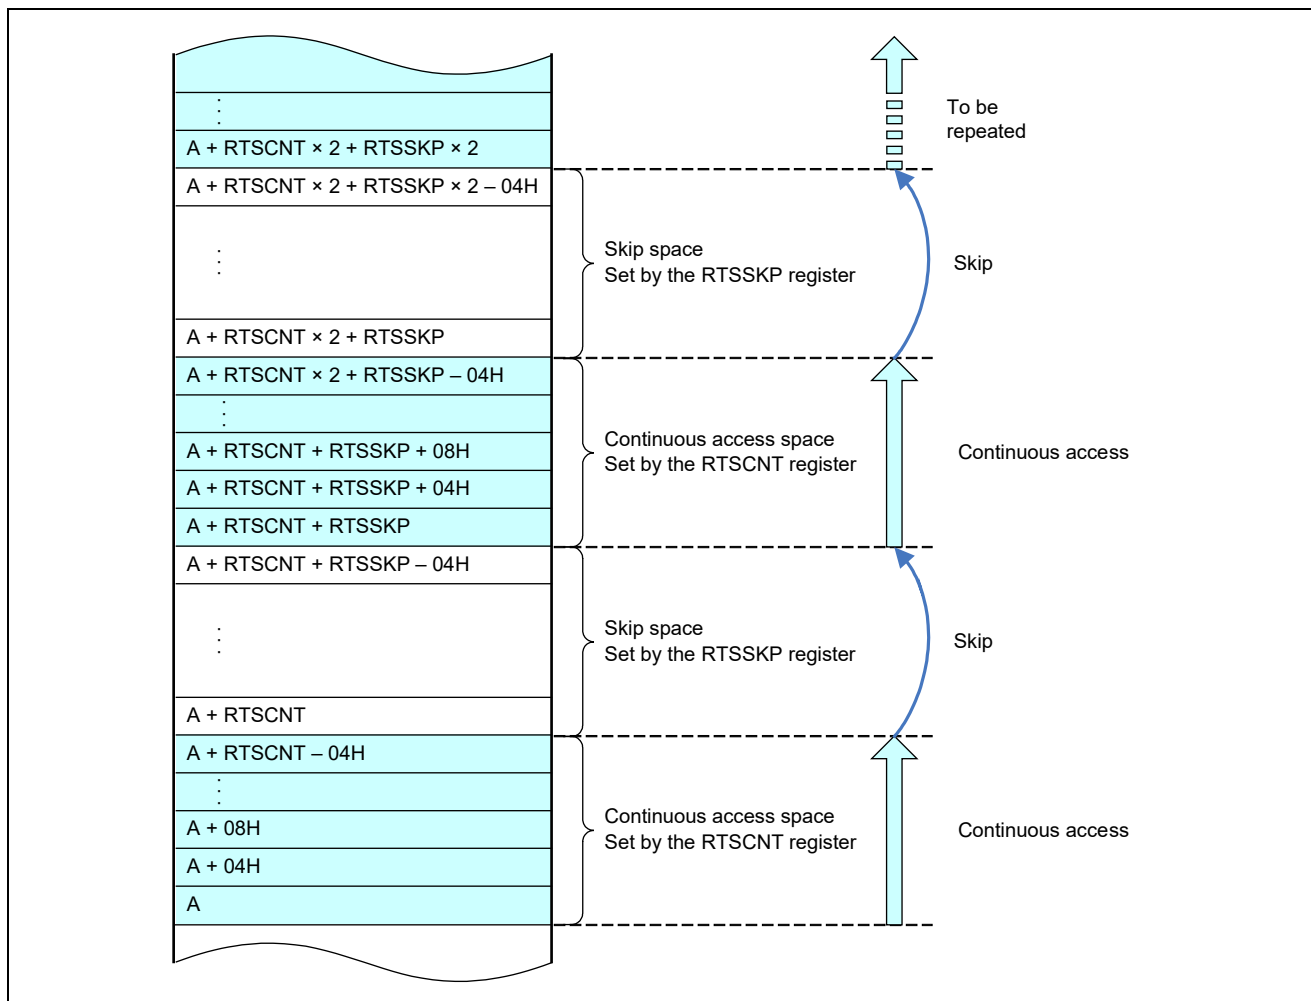 ⋮
A + RTSCNT × 2 + RTSSKP × 2
A + RTSCNT × 2 + RTSSKP × 2 – 04H
⋮
A + RTSCNT × 2 + RTSSKP
A + RTSCNT × 2 + RTSSKP – 04H
⋮
A + RTSCNT + RTSSKP + 08H
A + RTSCNT + RTSSKP + 04H
A + RTSCNT + RTSSKP
A + RTSCNT + RTSSKP – 04H
⋮
A + RTSCNT
A + RTSCNT – 04H
⋮
A + 08H
A + 04H
A
Skip space
Set by the RTSSKP register
Continuous access space
Set by the RTSCNT register
Skip space
Set by the RTSSKP register
Continuous access space
Set by the RTSCNT register
To be
repeated
Skip
Continuous access
Skip
Continuous access